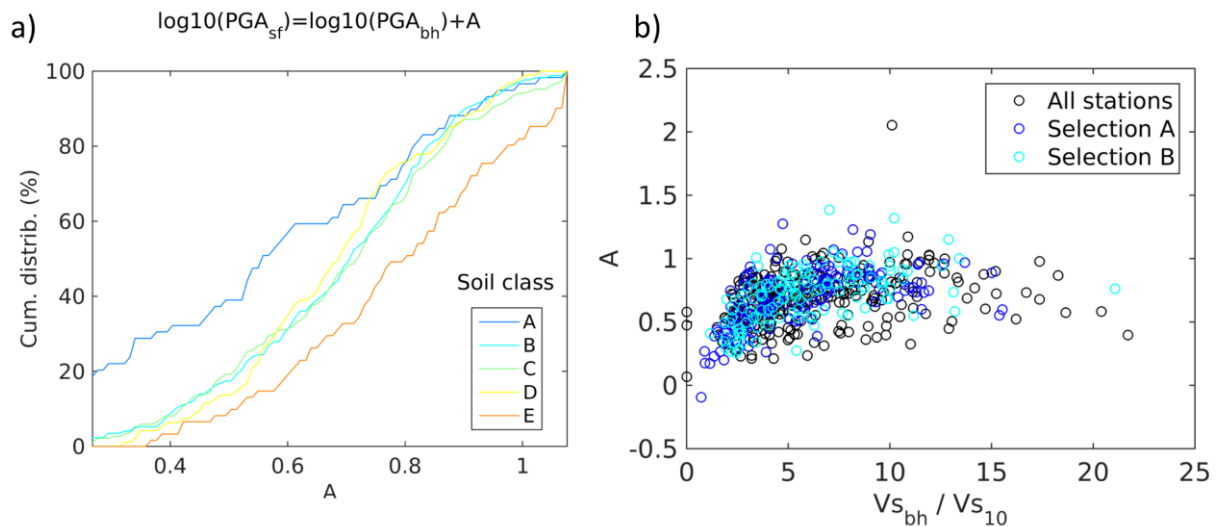 a)
log10(PGAsf)=log10(PGAbh)+A
100
80
60
40
20
0
Cum. distrib. (%)
0.4
0.6
0.8
1
A
Soil class
A
B
C
D
E
b)
2.5
2
1.5
1
0.5
0
-0.5
A
All stations
Selection A
Selection B
0
5
10
15
20
25
Vsbh / Vs10